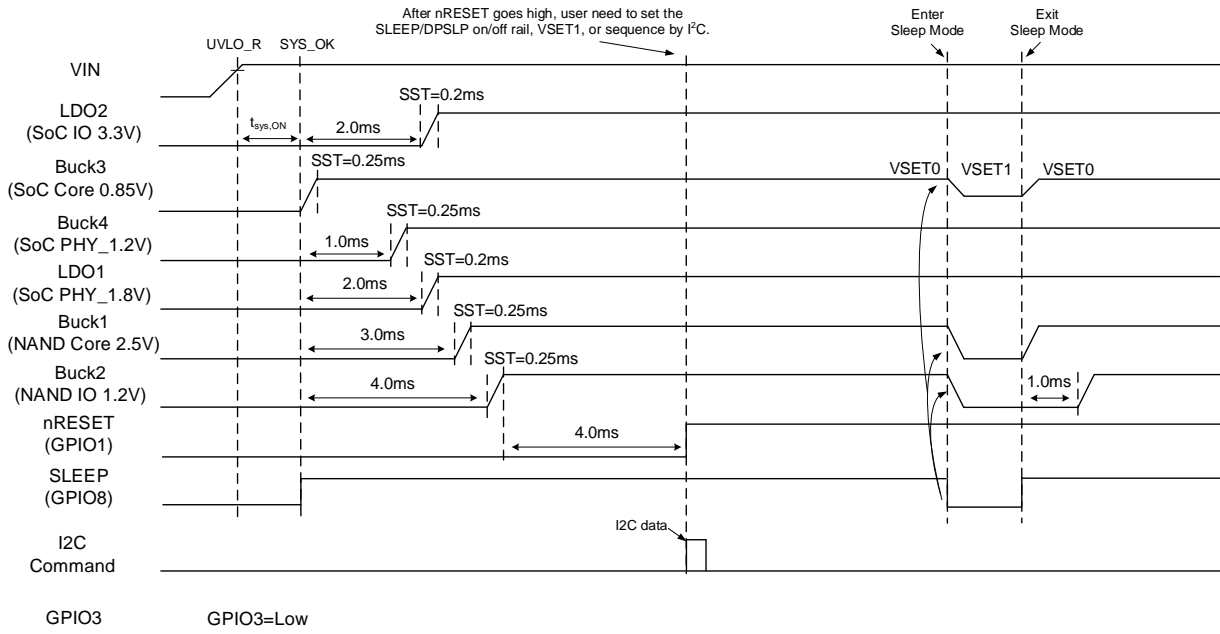 After nRESET goes high, user need to set the
SLEEP/DPSLP on/off rail, VSET1, or sequence by I²C.
Enter
Sleep Mode
Exit
Sleep Mode
UVLO_R
SYS_OK
VIN
LDO2
(SoC IO 3.3V)
tsys,ON
2.0ms
SST=0.2ms
Buck3
(SoC Core 0.85V)
SST=0.25ms
VSET0
VSET1
VSET0
Buck4
(SoC PHY_1.2V)
1.0ms
SST=0.25ms
LDO1
(SoC PHY_1.8V)
2.0ms
SST=0.2ms
Buck1
(NAND Core 2.5V)
3.0ms
SST=0.25ms
Buck2
(NAND IO 1.2V)
4.0ms
SST=0.25ms
1.0ms
nRESET
(GPIO1)
4.0ms
SLEEP
(GPIO8)
I2C
Command
I2C data
GPIO3
GPIO3=Low